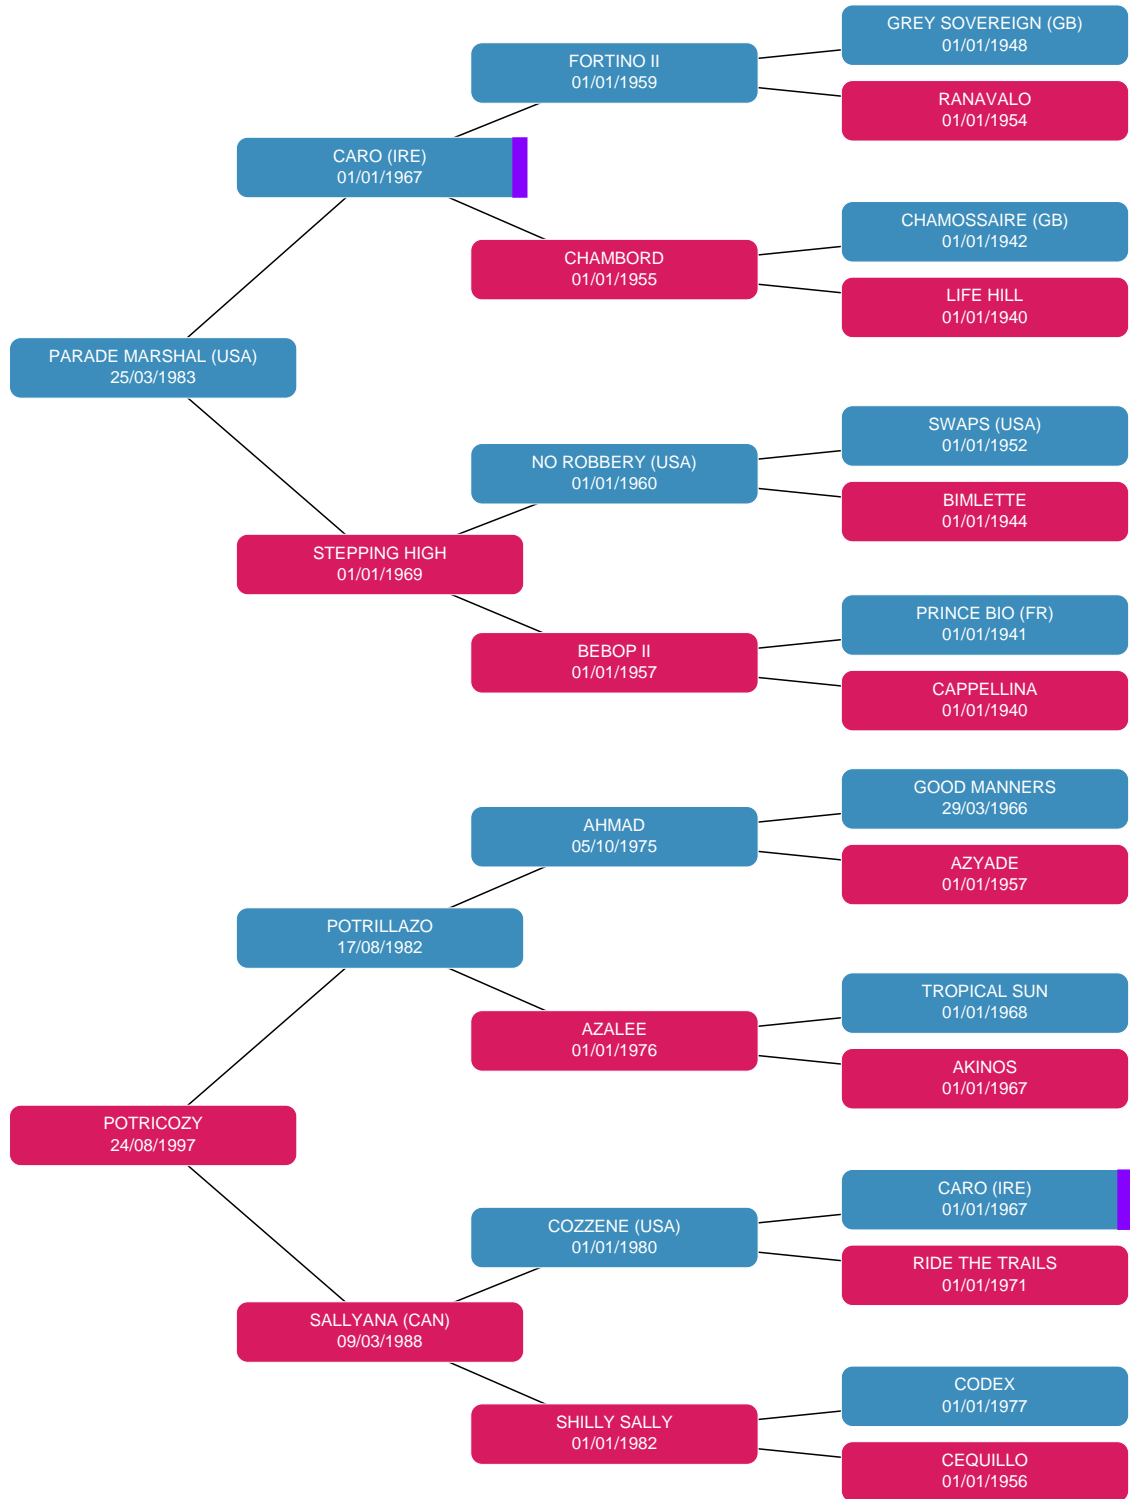 GREY SOVEREIGN (GB)
01/01/1948
FORTINO II
01/01/1959
RANAVALO
01/01/1954
CARO (IRE)
01/01/1967
CHAMOSSAIRE (GB)
01/01/1942
CHAMBORD
01/01/1955
LIFE HILL
01/01/1940
PARADE MARSHAL (USA)
25/03/1983
SWAPS (USA)
01/01/1952
NO ROBBERY (USA)
01/01/1960
BIMLETTE
01/01/1944
STEPPING HIGH
01/01/1969
PRINCE BIO (FR)
01/01/1941
BEBOP II
01/01/1957
CAPPELLINA
01/01/1940
GOOD MANNERS
29/03/1966
AHMAD
05/10/1975
AZYADE
01/01/1957
POTRILLAZO
17/08/1982
TROPICAL SUN
01/01/1968
AZALEE
01/01/1976
AKINOS
01/01/1967
POTRICOZY
24/08/1997
CARO (IRE)
01/01/1967
COZZENE (USA)
01/01/1980
RIDE THE TRAILS
01/01/1971
SALLYANA (CAN)
09/03/1988
CODEX
01/01/1977
SHILLY SALLY
01/01/1982
CEQUILLO
01/01/1956